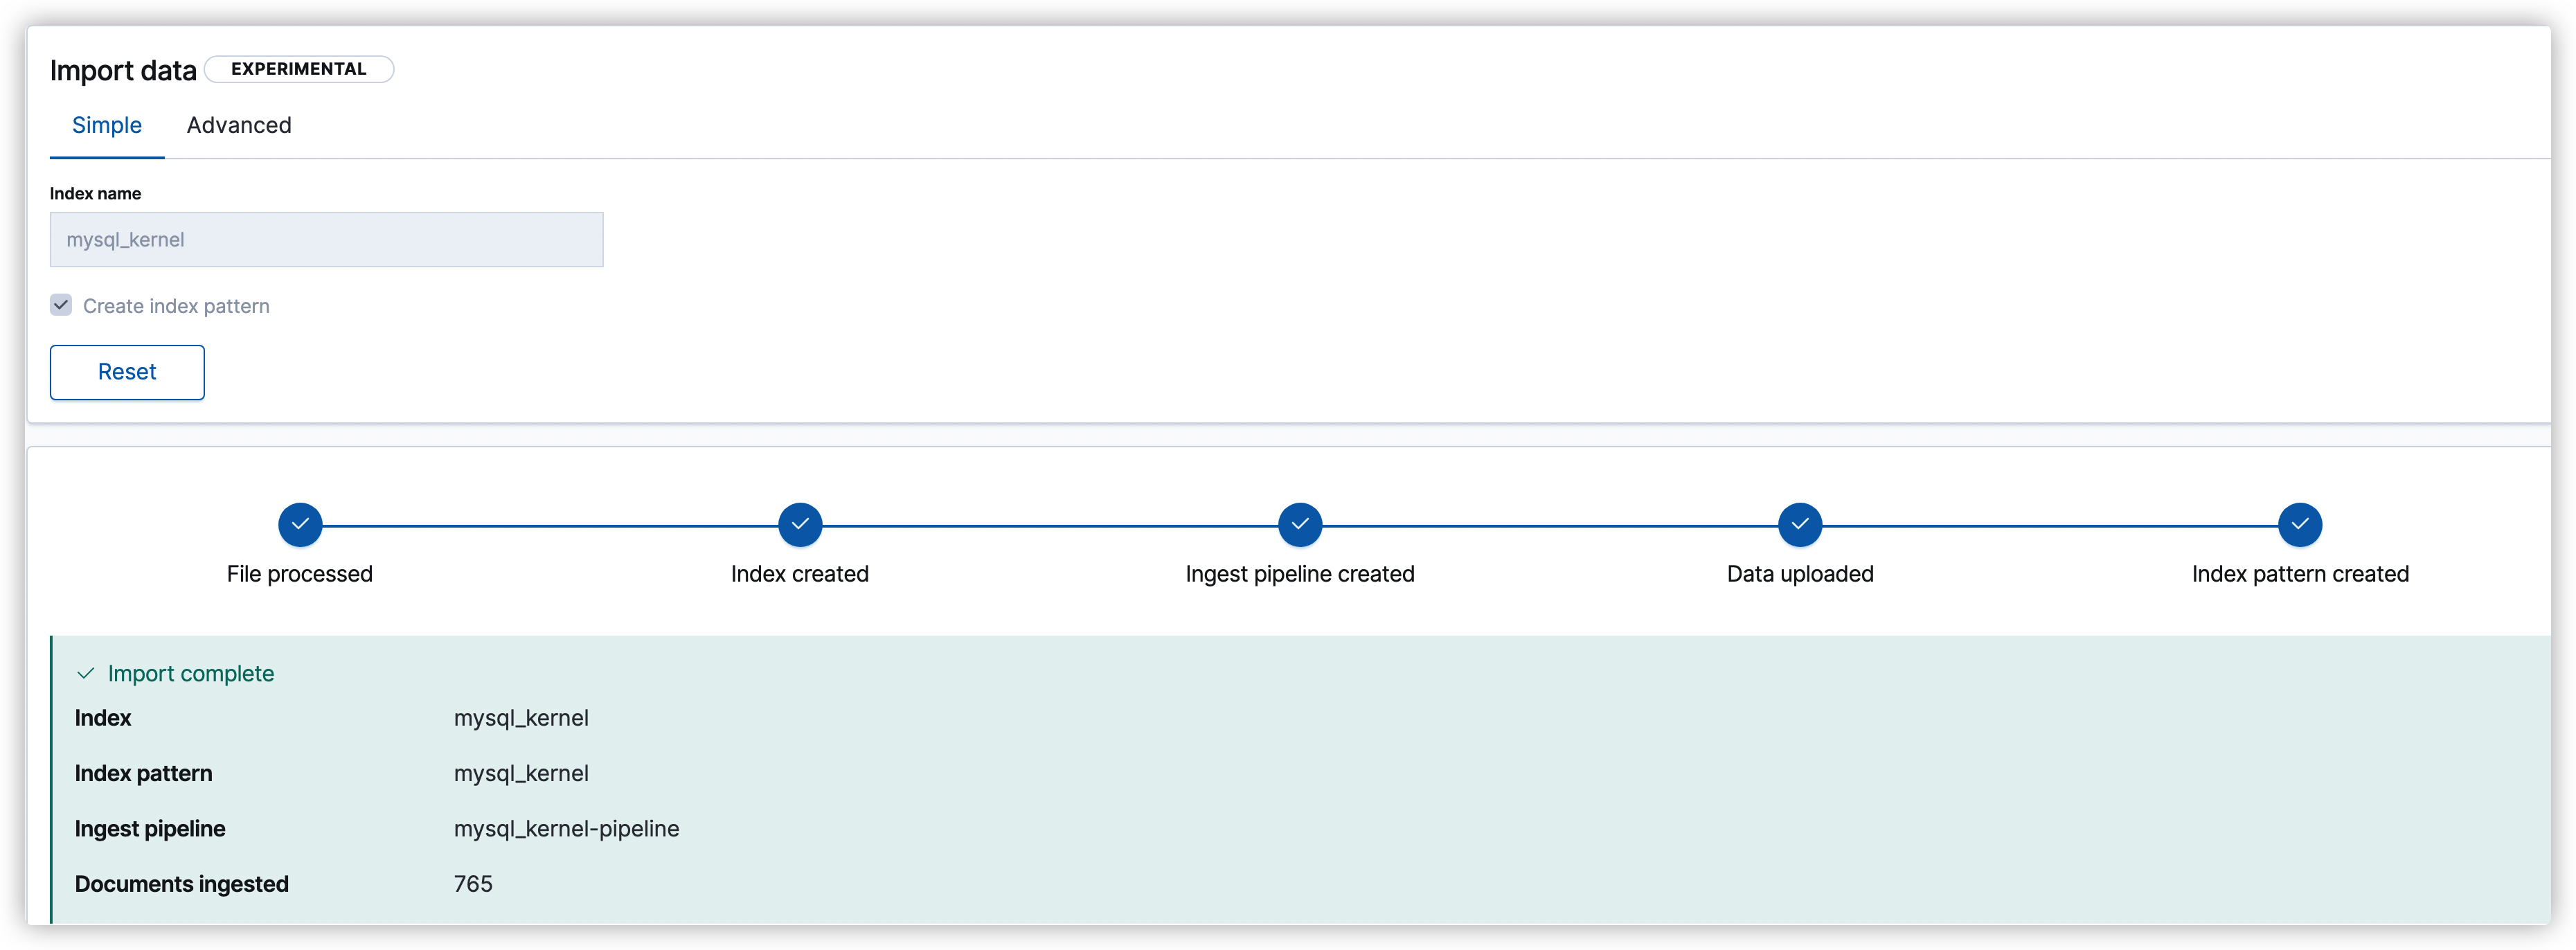 Import data EXPERIMENTAL
Simple Advanced
Index name
mysql_kernel
Create index pattern
Reset
File processed Index created Ingest pipeline created Data uploaded Index pattern created
Import complete
Index mysql_kernel
Index pattern mysql_kernel
Ingest pipeline mysql_kernel-pipeline
Documents ingested 765